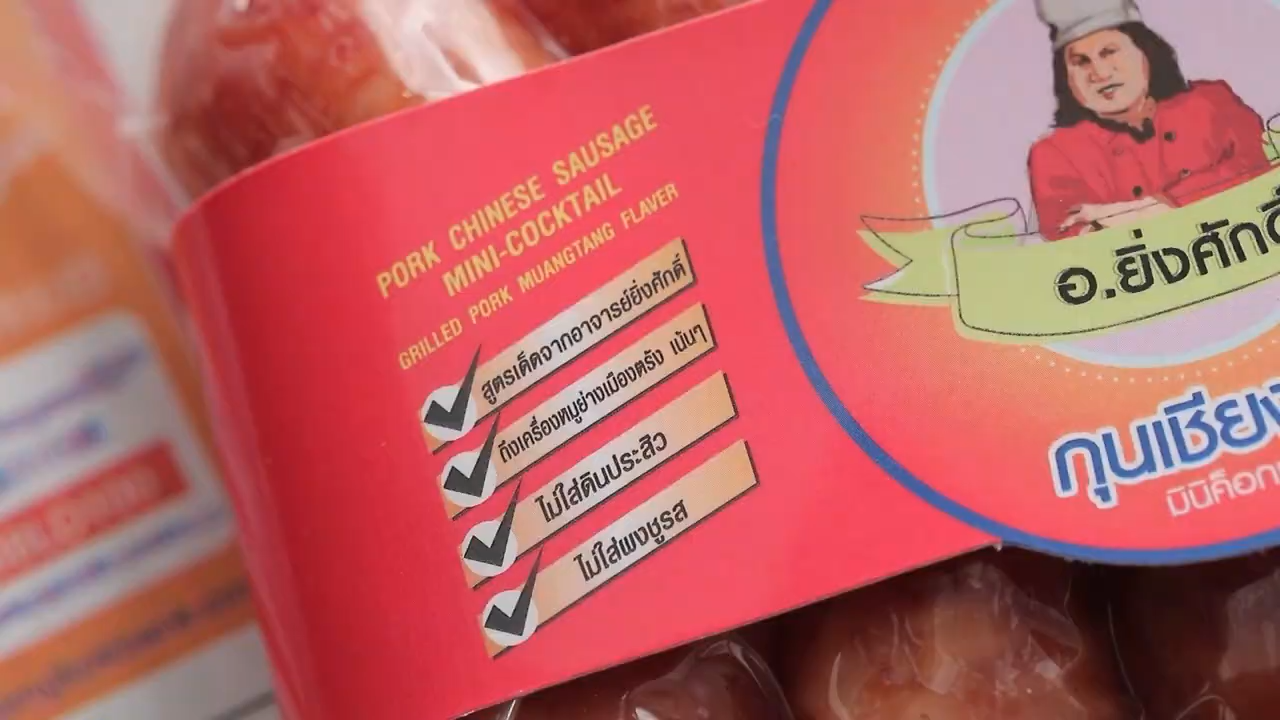 PORK CHINESE SAUSAGE
MINI-COCKTAIL
GRILLED PORK MUANGTANG FLAVER
สูตรเด็ดจากอาจารย์ยิ่งศักดิ์
ถึงเครื่องหมูย่างเมืองตรัง เน้นๆ
ไม่ใส่ดินประสิว
ไม่ใส่ผงชูรส
อ.ยิ่งศักดิ์
กุนเชียง
มินิค็อก